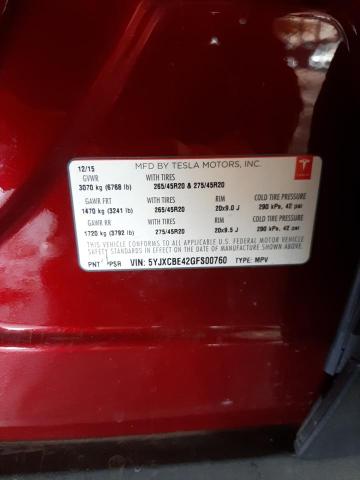 12/15 MFD BY TESLA MOTORS, INC.
GVWR WITH TIRES
3070 kg (6768 lb) 265/45R20 & 275/45R20
GAWR FRT WITH TIRES RIM COLD TIRE PRESSURE
1470 kg (3241 lb) 265/45R20 20x9.0 J 290 kPa, 42 psi
GAWR RR WITH TIRES RIM COLD TIRE PRESSURE
1720 kg (3792 lb) 275/45R20 20x9.5 J 290 kPa, 42 psi
THIS VEHICLE CONFORMS TO ALL APPLICABLE U.S. FEDERAL MOTOR VEHICLE
SAFETY STANDARDS IN EFFECT ON THE DATE OF MANUFACTURE SHOWN ABOVE.
PNT: PPSR VIN: 5YJXCBE42GFS00760 TYPE: MPV
TESLA